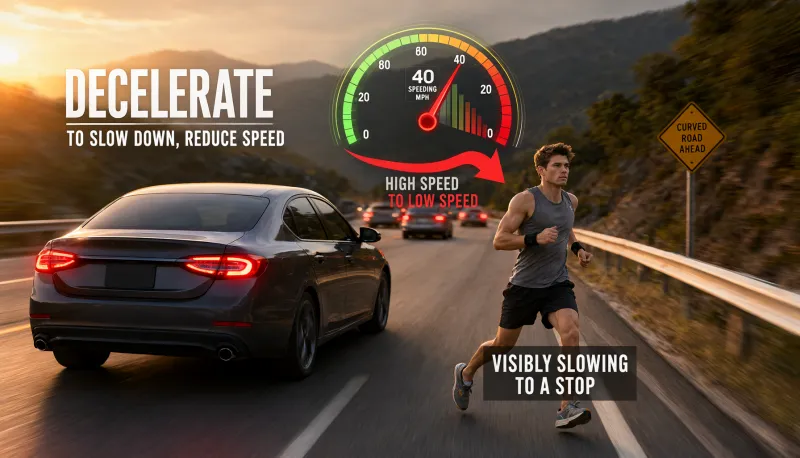 DECELERATE
TO SLOW DOWN, REDUCE SPEED
0
20
80
60
40
20
0
40
SPEEDING
MPH
HIGH SPEED
TO LOW SPEED
CURVED
ROAD
AHEAD
VISIBLY SLOWING
TO A STOP